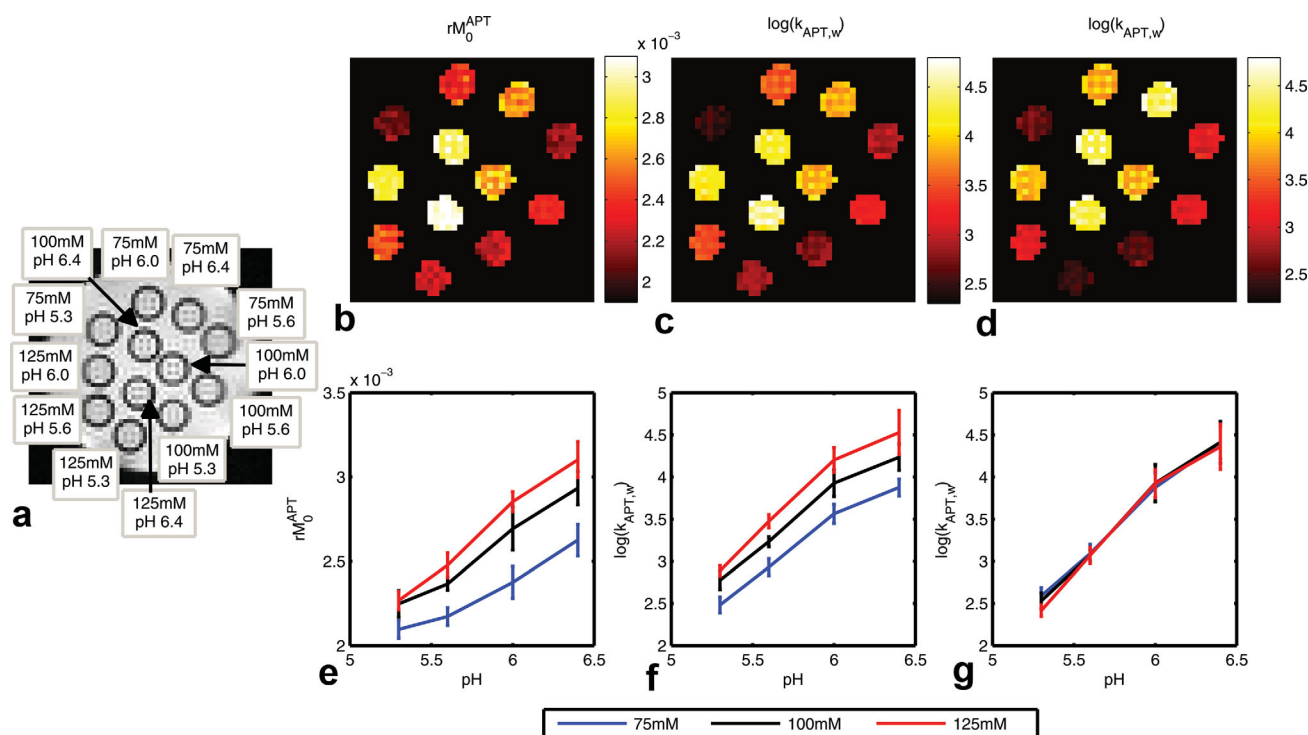 rM₀ᴬᴾᵀ
log(k_APT,w)
log(k_APT,w)
x 10⁻³
3
2.8
2.6
2.4
2.2
2
4.5
4
3.5
3
2.5
4.5
4
3.5
3
2.5
b
c
d
100mM
pH 6.4
75mM
pH 6.0
75mM
pH 6.4
75mM
pH 5.3
75mM
pH 5.6
125mM
pH 6.0
100mM
pH 6.0
125mM
pH 5.6
100mM
pH 5.6
125mM
pH 5.3
100mM
pH 5.3
125mM
pH 6.4
a
x 10⁻³
3.5
3
2.5
2
rM₀ᴬᴾᵀ
5
5.5
6
6.5
pH
e
5
4.5
4
3.5
3
2.5
2
log(k_APT,w)
5
5.5
6
6.5
pH
f
5
4.5
4
3.5
3
2.5
2
log(k_APT,w)
5
5.5
6
6.5
pH
g
75mM
100mM
125mM